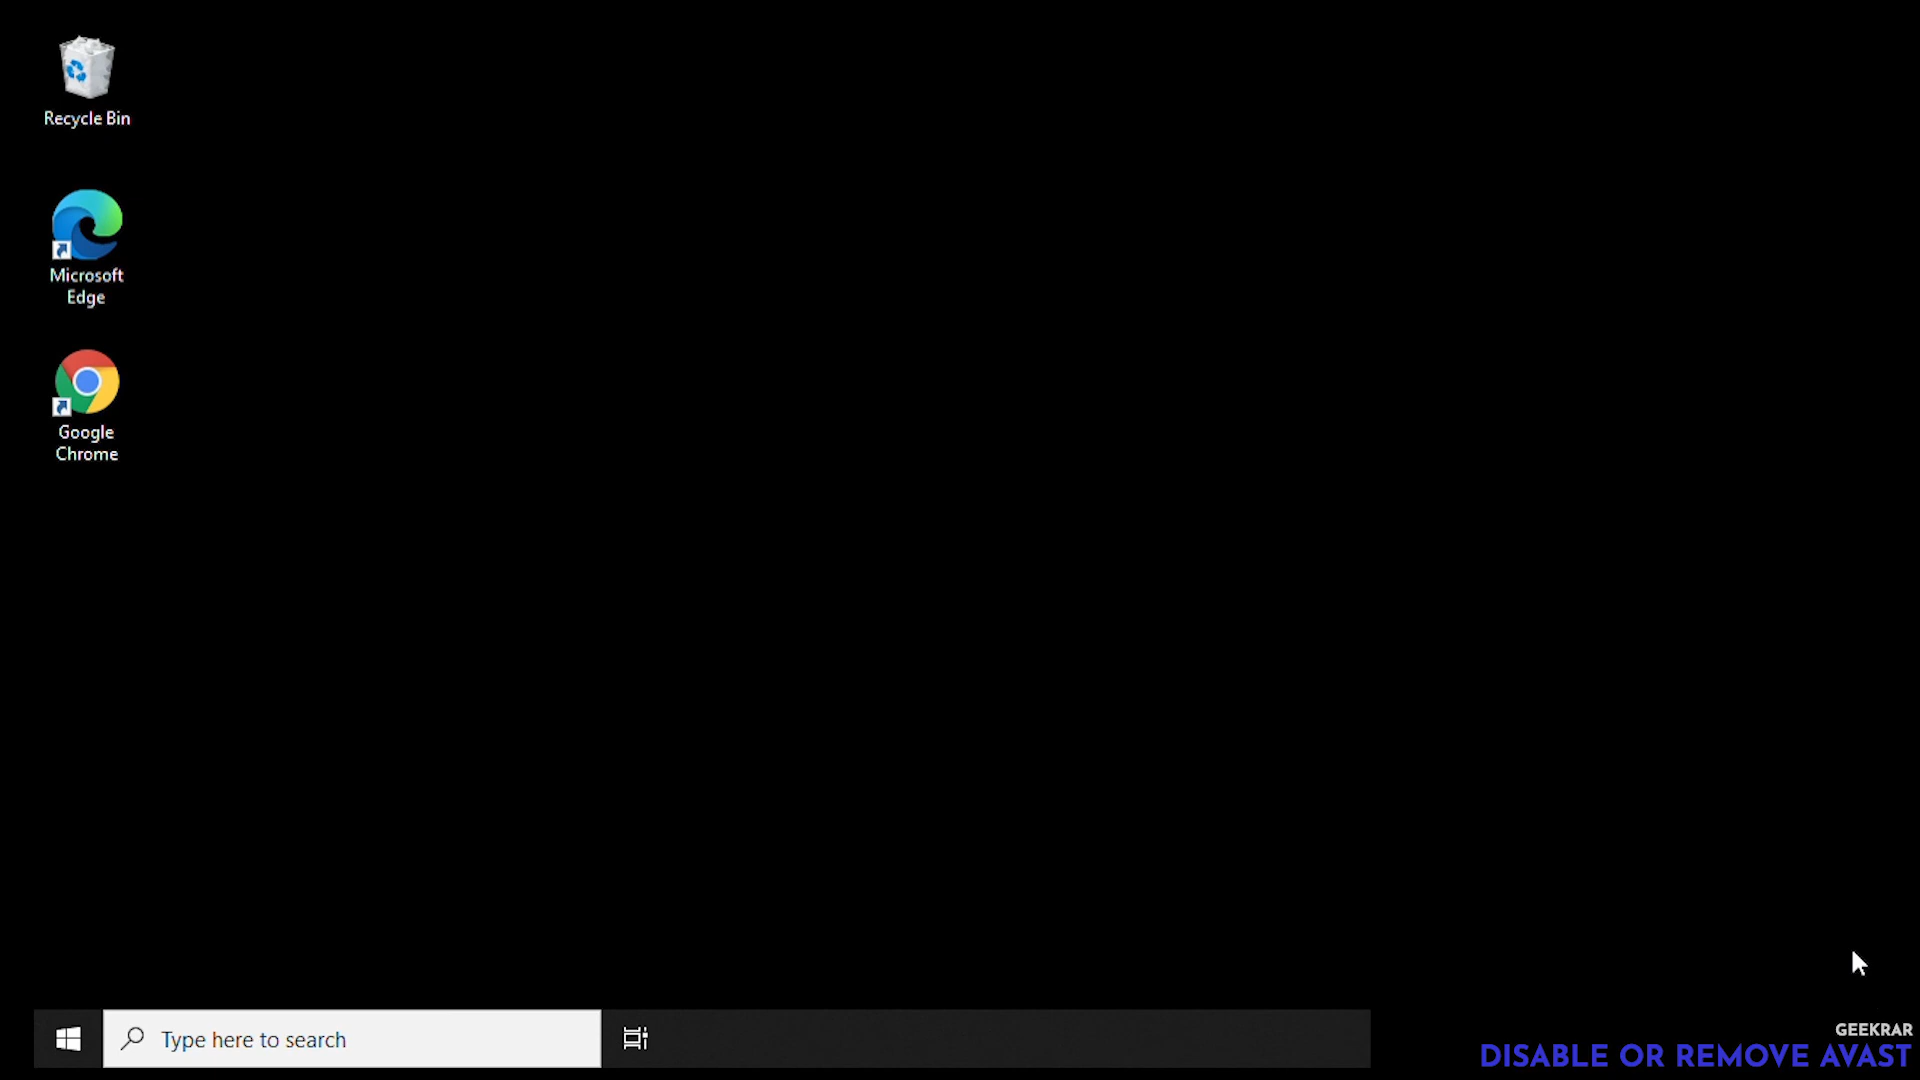 Recycle Bin
Microsoft
Edge
Google
Chrome
Type here to search
GEEKRAR
DISABLE OR REMOVE AVAST